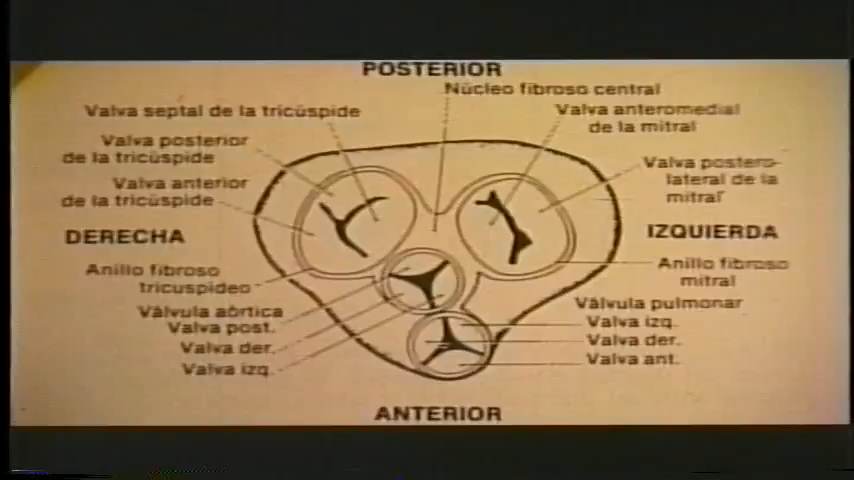 POSTERIOR
Núcleo fibroso central
Valva septal de la tricúspide
Valva anteromedial
de la mitral
Valva posterior
de la tricúspide
Valva postero-
lateral de la
mitral
Valva anterior
de la tricúspide
DERECHA
IZQUIERDA
Anillo fibroso
tricuspídeo
Anillo fibroso
mitral
Válvula aórtica
Valva post.
Valva der.
Valva izq.
Válvula pulmonar
Valva izq.
Valva der.
Valva ant.
ANTERIOR